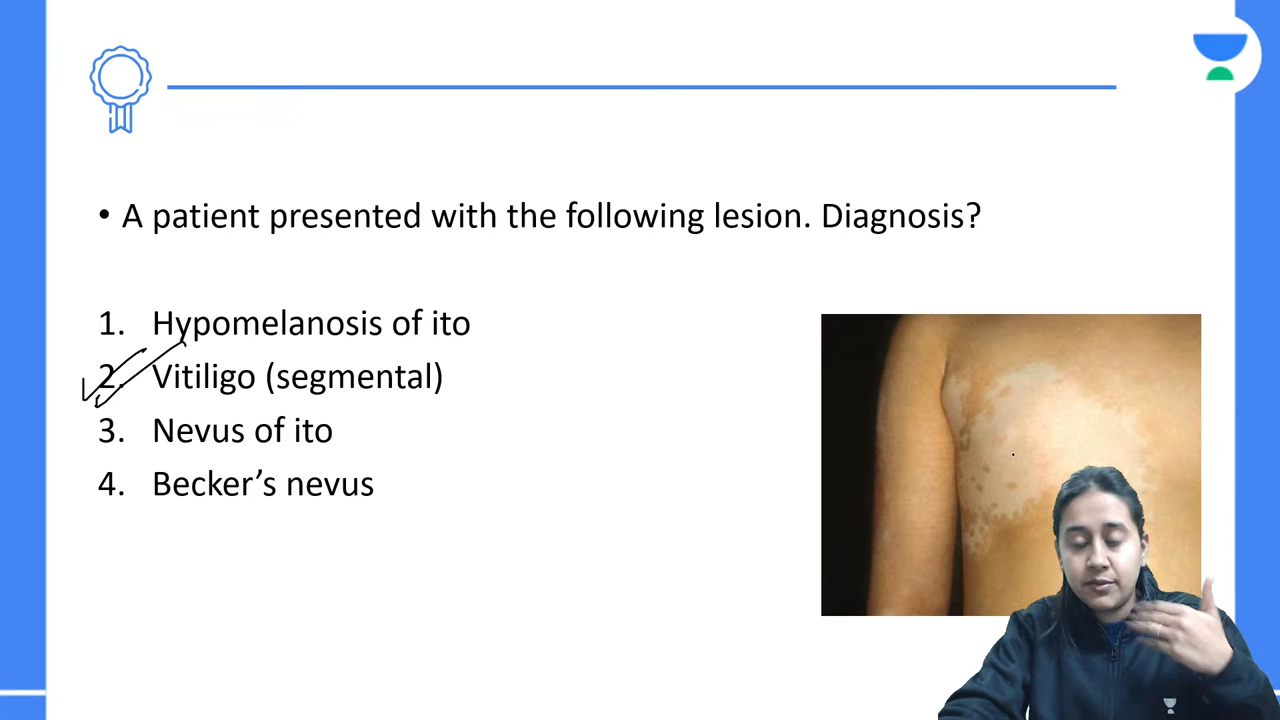 • A patient presented with the following lesion. Diagnosis?
1. Hypomelanosis of ito
2. Vitiligo (segmental)
3. Nevus of ito
4. Becker’s nevus